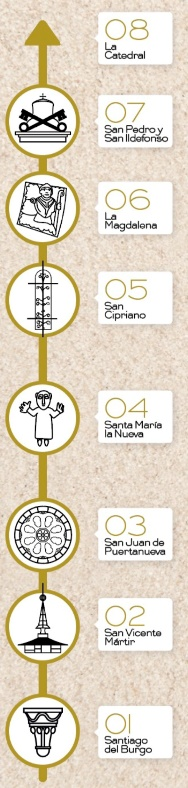 08
La
Catedral
07
San Pedro y
San Ildefonso
06
La
Magdalena
05
San
Cipriano
04
Santa María
la Nueva
03
San Juan de
Puertanueva
02
San Vicente
Mártir
01
Santiago
del Burgo